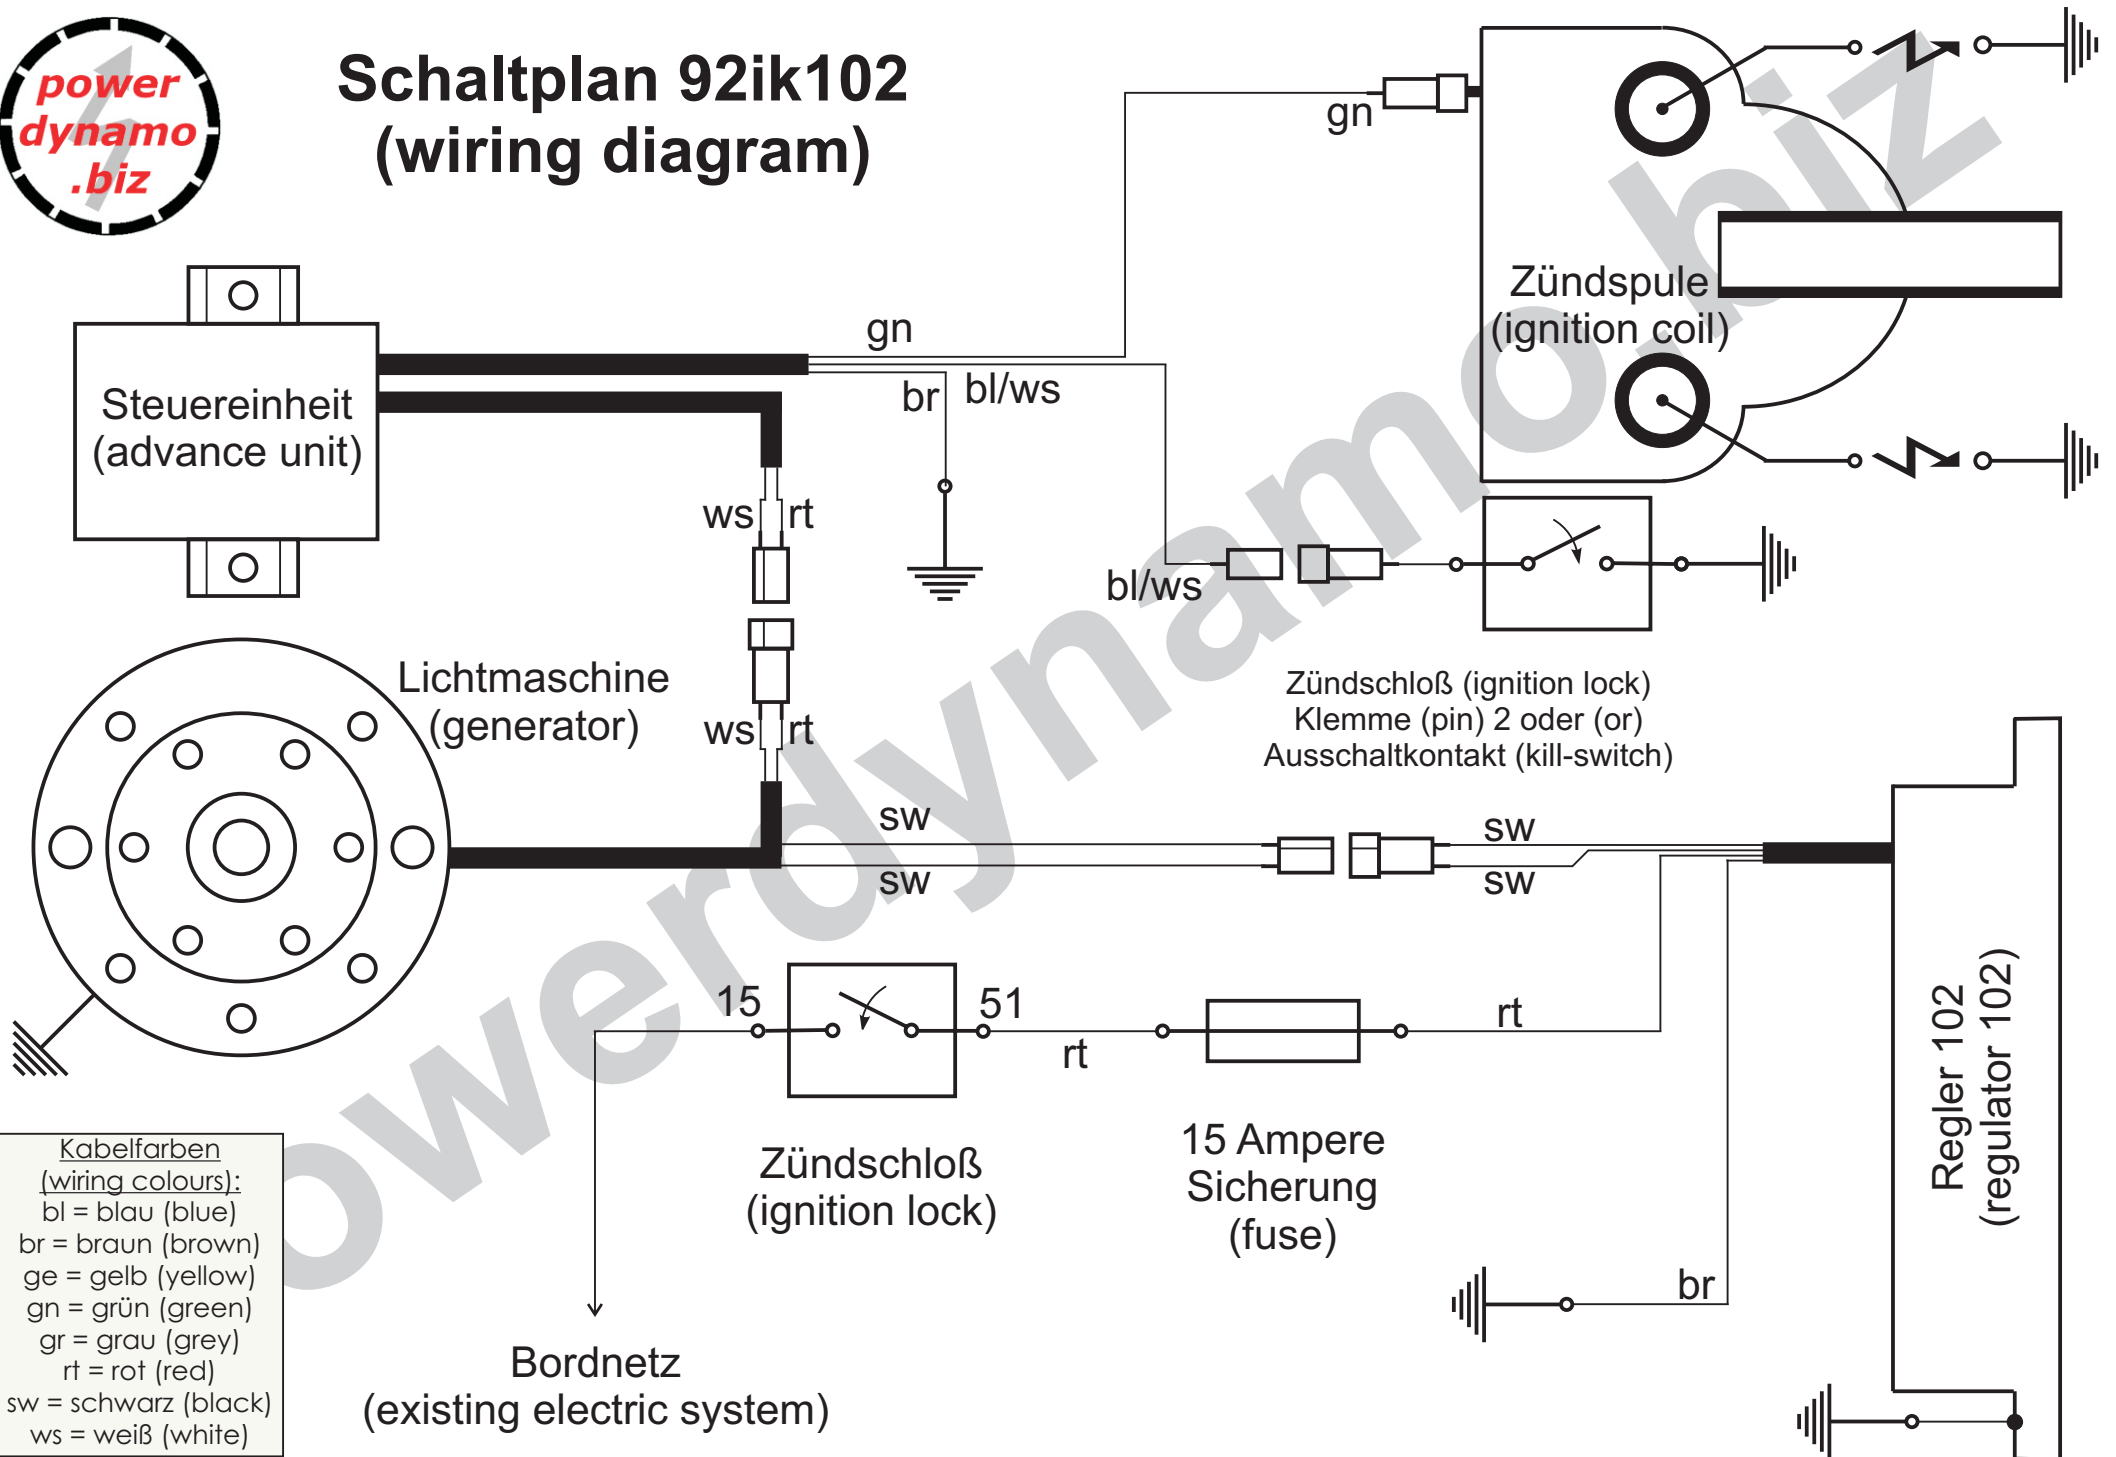 power
dynamo
.biz
Schaltplan 92ik102
(wiring diagram)
gn
Zündspule
(ignition coil)
gn
br
bl/ws
Steuereinheit
(advance unit)
ws
rt
bl/ws
Lichtmaschine
(generator)
ws
rt
Zündschloß (ignition lock)
Klemme (pin) 2 oder (or)
Ausschaltkontakt (kill-switch)
sw
sw
sw
sw
15
51
rt
rt
Regler 102
(regulator 102)
Zündschloß
(ignition lock)
15 Ampere
Sicherung
(fuse)
br
Bordnetz
(existing electric system)
Kabelfarben
(wiring colours):
bl = blau (blue)
br = braun (brown)
ge = gelb (yellow)
gn = grün (green)
gr = grau (grey)
rt = rot (red)
sw = schwarz (black)
ws = weiß (white)
owerdynamo.biz